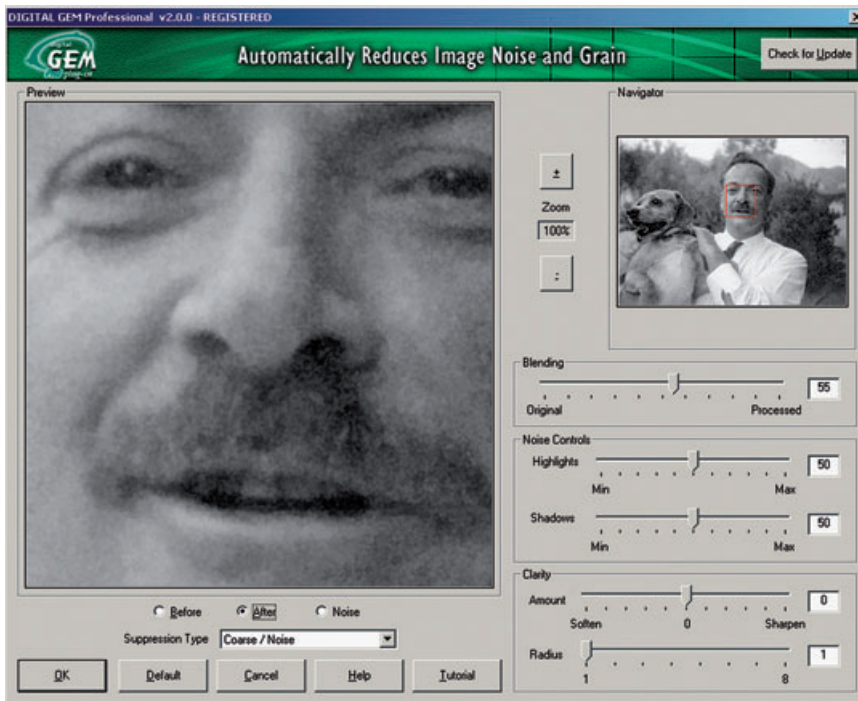 DIGITAL GEM Professional v2.0.0 - REGISTERED
digital
GEM
plug-in
Automatically Reduces Image Noise and Grain
Check for Update
Preview
Navigator
+
Zoom
100%
-
Blending
55
Original Processed
Noise Controls
Highlights 50
Min Max
Shadows 50
Min Max
Clarity
Amount 0
Soften 0 Sharpen
Radius 1
1 8
Before After Noise
Suppression Type Coarse / Noise
OK Default Cancel Help Tutorial